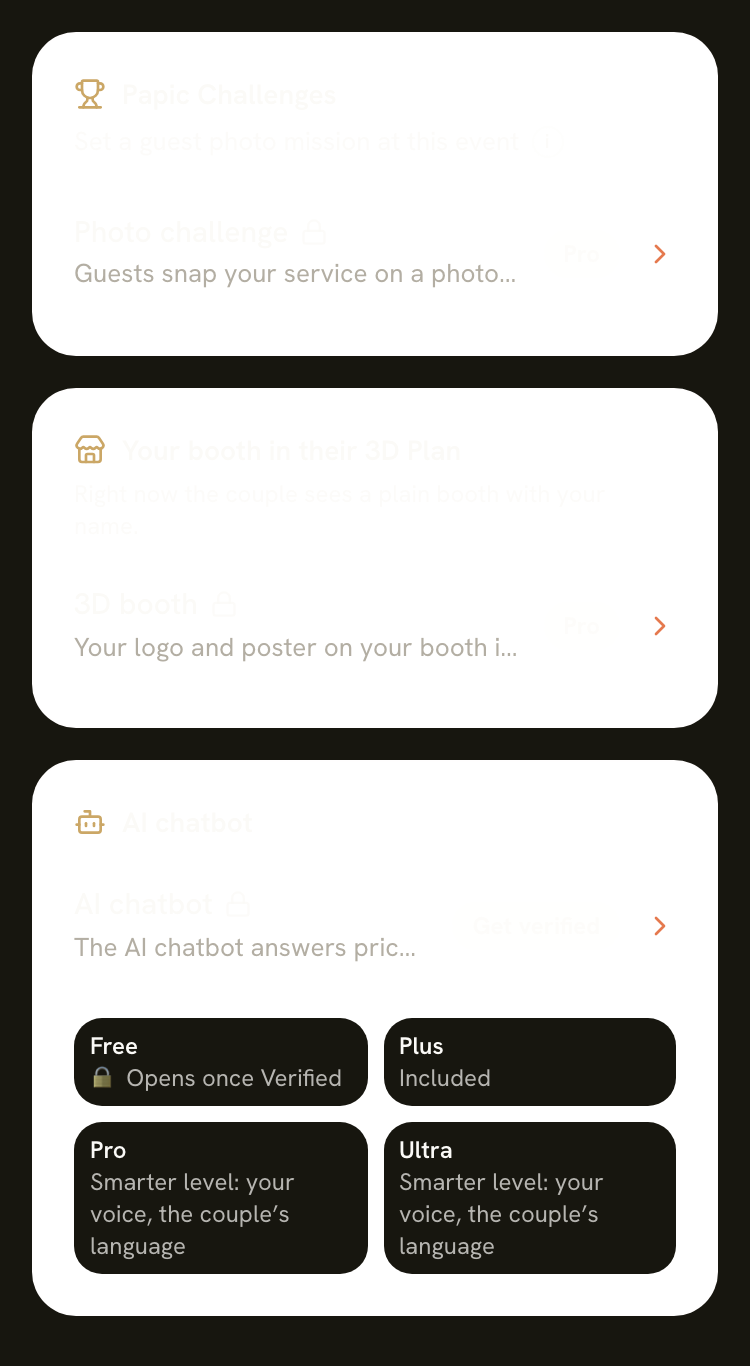 Papic Challenges
Set a guest photo mission at this event
Photo challenge
Pro
Guests snap your service on a photo...
Your booth in their 3D Plan
Right now the couple sees a plain booth with your
name.
3D booth
Pro
Your logo and poster on your booth i...
AI chatbot
AI chatbot
Get verified
The AI chatbot answers pric...
Free
Opens once Verified
Plus
Included
Pro
Smarter level: your
voice, the couple’s
language
Ultra
Smarter level: your
voice, the couple’s
language